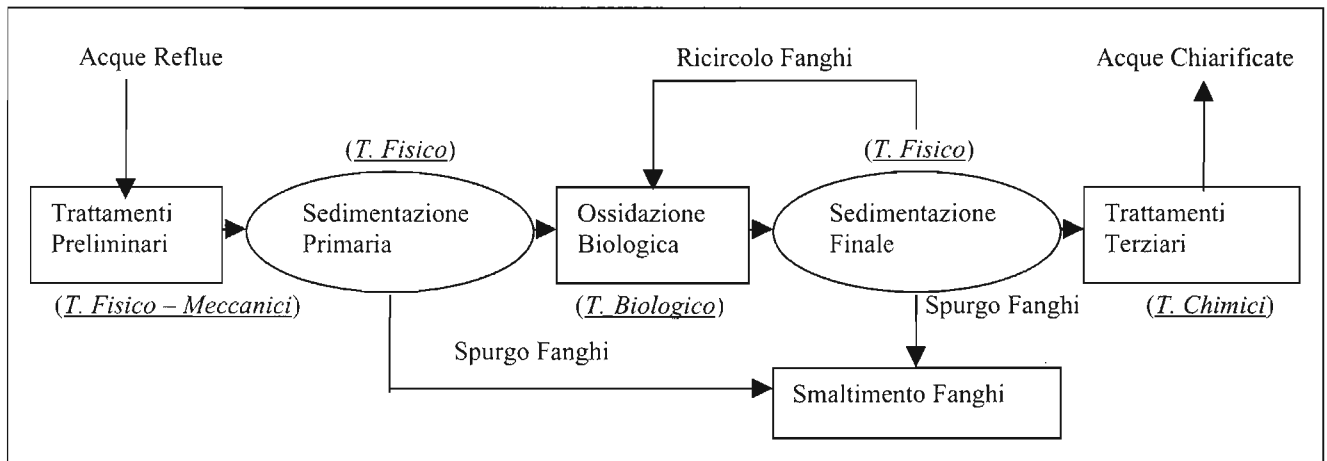 Acque Reflue
Ricircolo Fanghi
Acque Chiarificate
(T. Fisico)
(T. Fisico)
Trattamenti
Preliminari
Sedimentazione
Primaria
Ossidazione
Biologica
Sedimentazione
Finale
Trattamenti
Terziari
(T. Fisico – Meccanici)
(T. Biologico)
Spurgo Fanghi
(T. Chimici)
Spurgo Fanghi
Smaltimento Fanghi